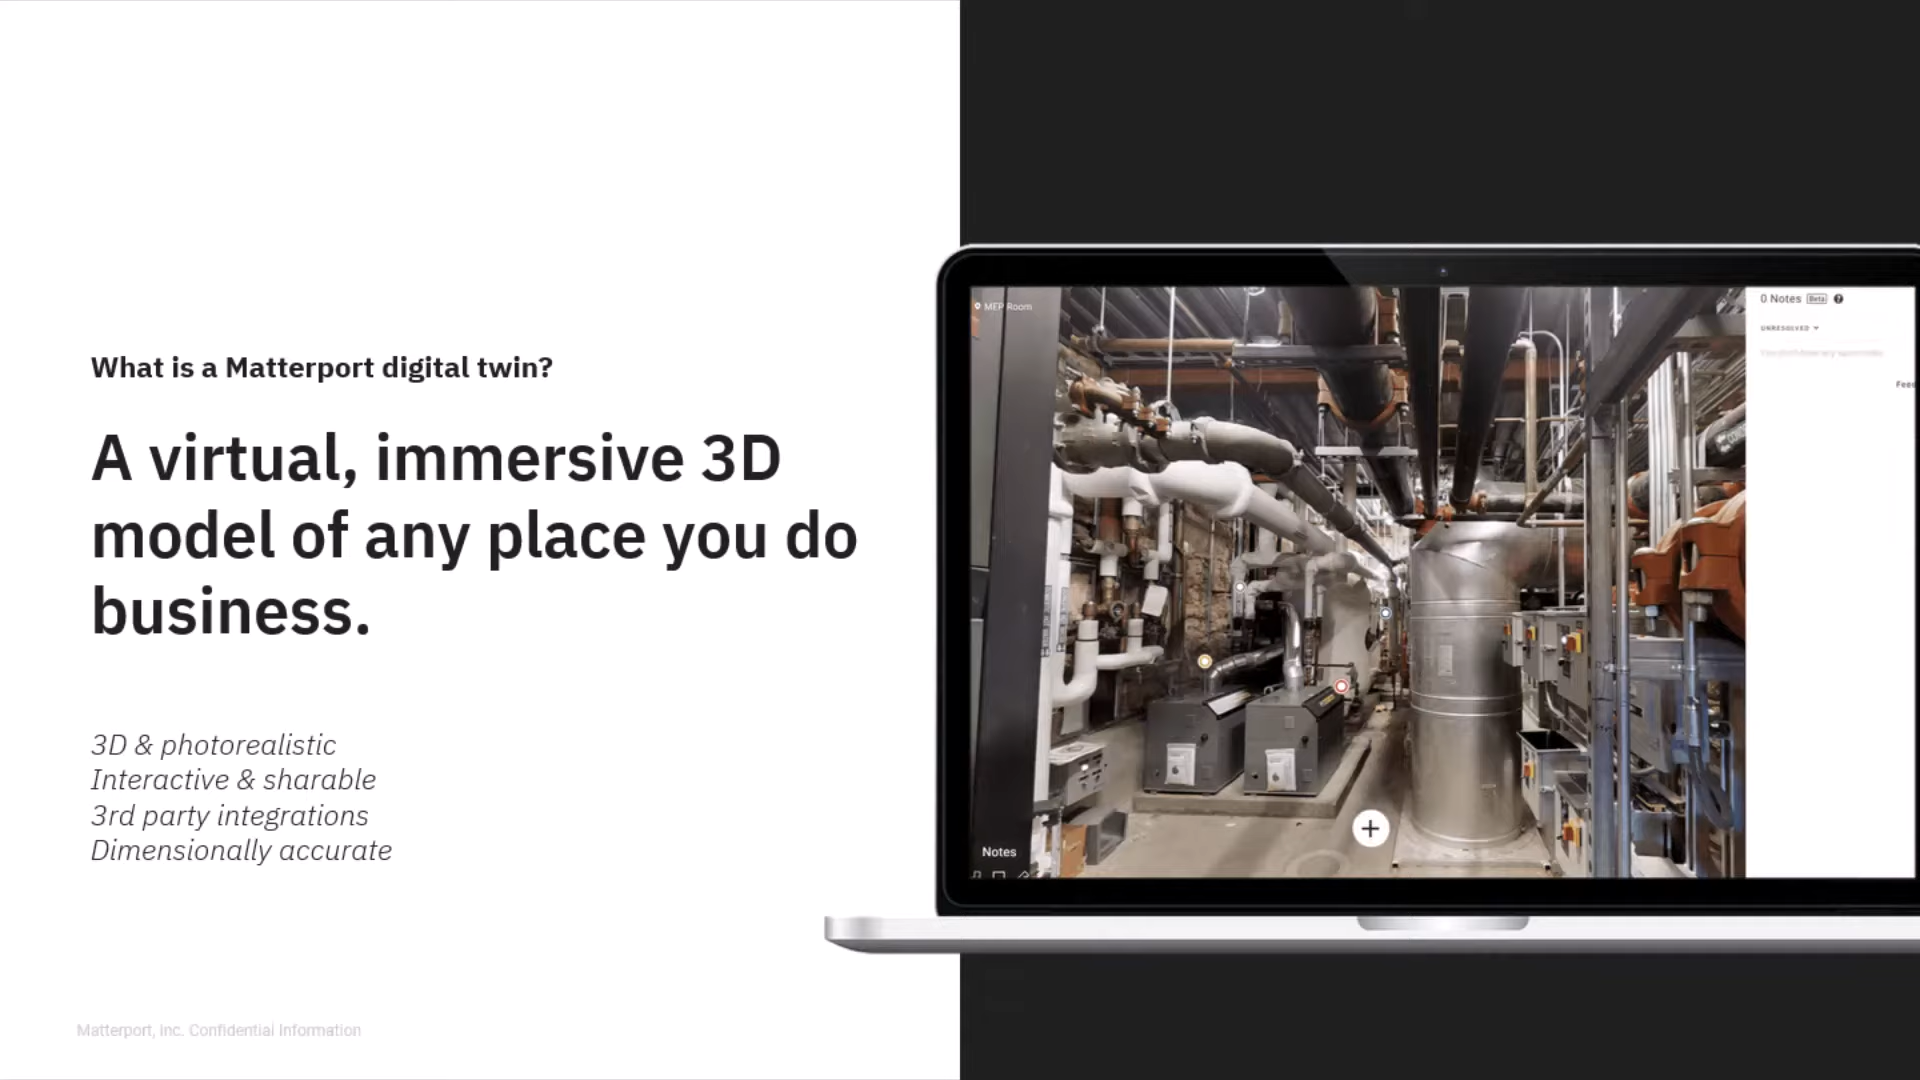 What is a Matterport digital twin?
A virtual, immersive 3D
model of any place you do
business.
3D & photorealistic
Interactive & sharable
3rd party integrations
Dimensionally accurate
Matterport, Inc. Confidential Information
MEP Room
Notes
0 Notes Beta ?
UNRESOLVED